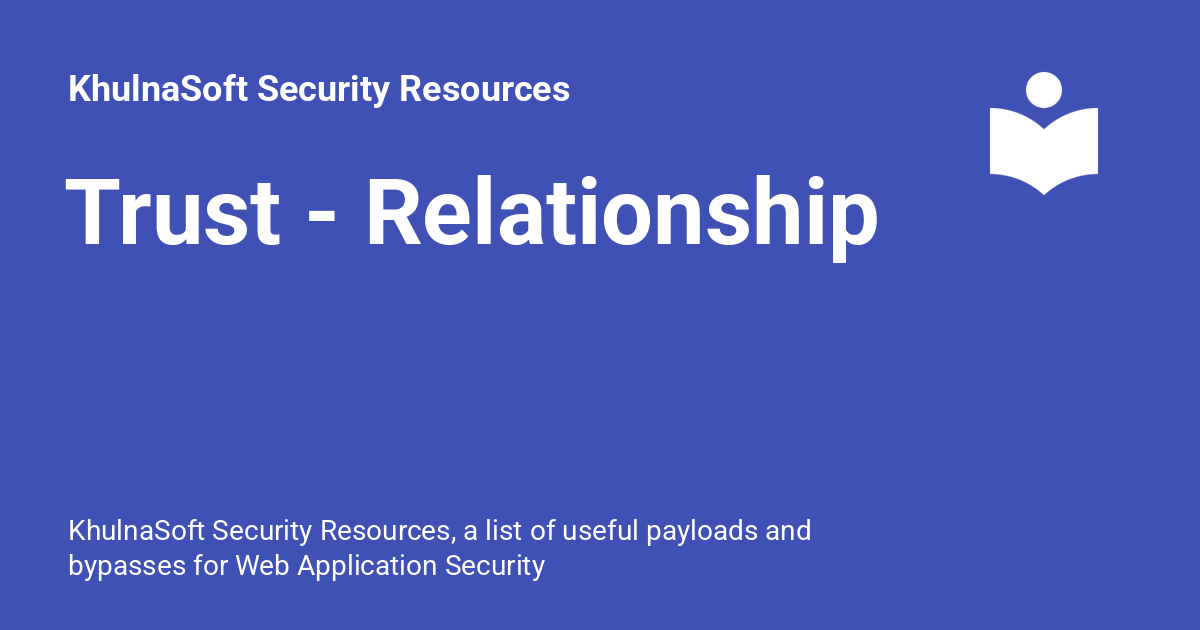 KhulnaSoft Security Resources
Trust - Relationship
KhulnaSoft Security Resources, a list of useful payloads and
bypasses for Web Application Security